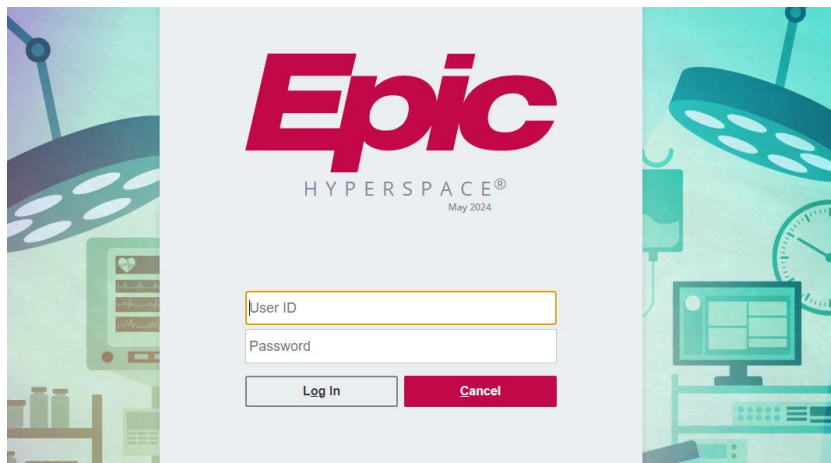 Epic
HYPERSPACE®
May 2024
User ID
Password
Log In
Cancel